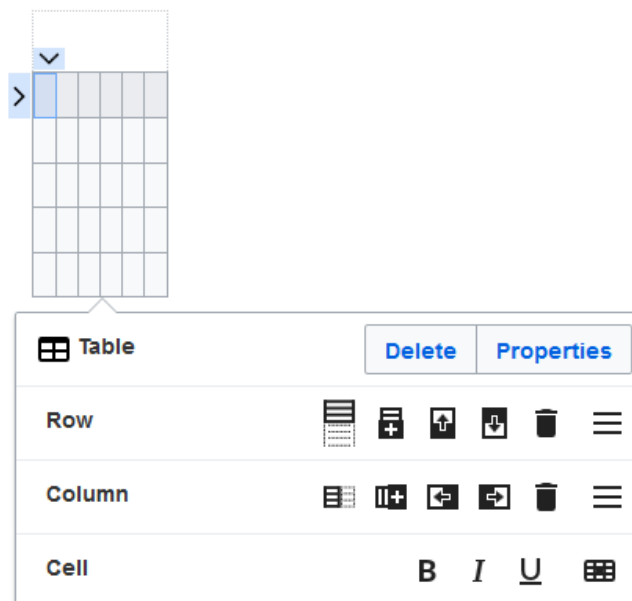 Table
Delete
Properties
Row
Column
Cell
B I U